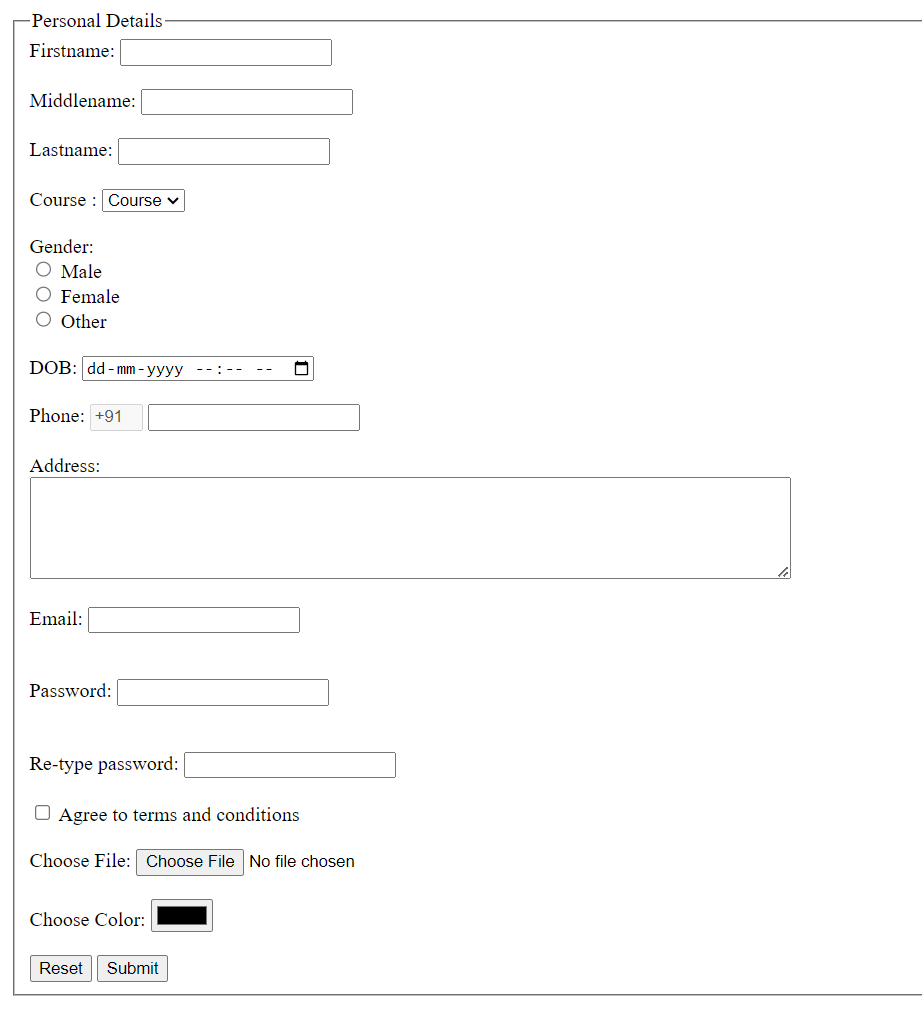 Personal Details
Firstname:
Middlename:
Lastname:
Course : Course
Gender:
Male
Female
Other
DOB: dd-mm-yyyy --:-- --
Phone: +91
Address:
Email:
Password:
Re-type password:
Agree to terms and conditions
Choose File: Choose File No file chosen
Choose Color:
Reset Submit